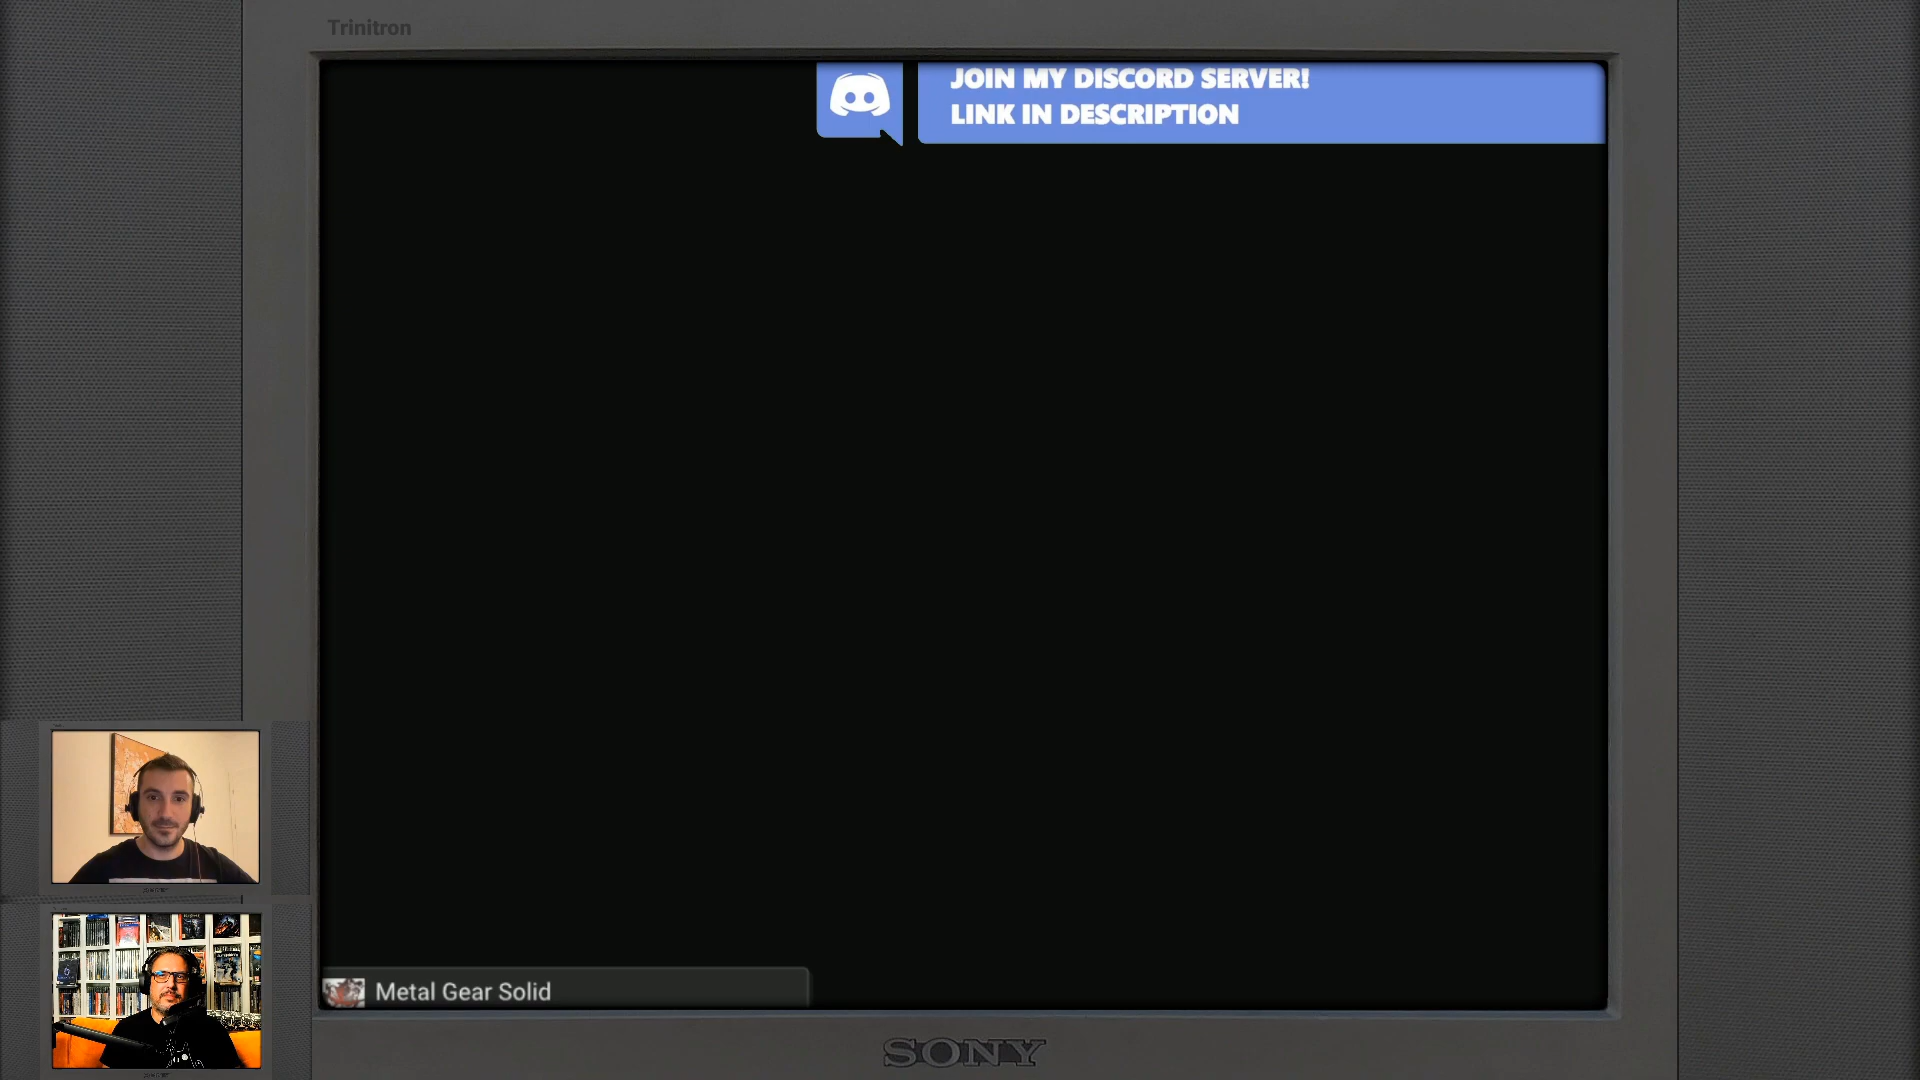 Trinitron
JOIN MY DISCORD SERVER!
LINK IN DESCRIPTION
Metal Gear Solid
SONY